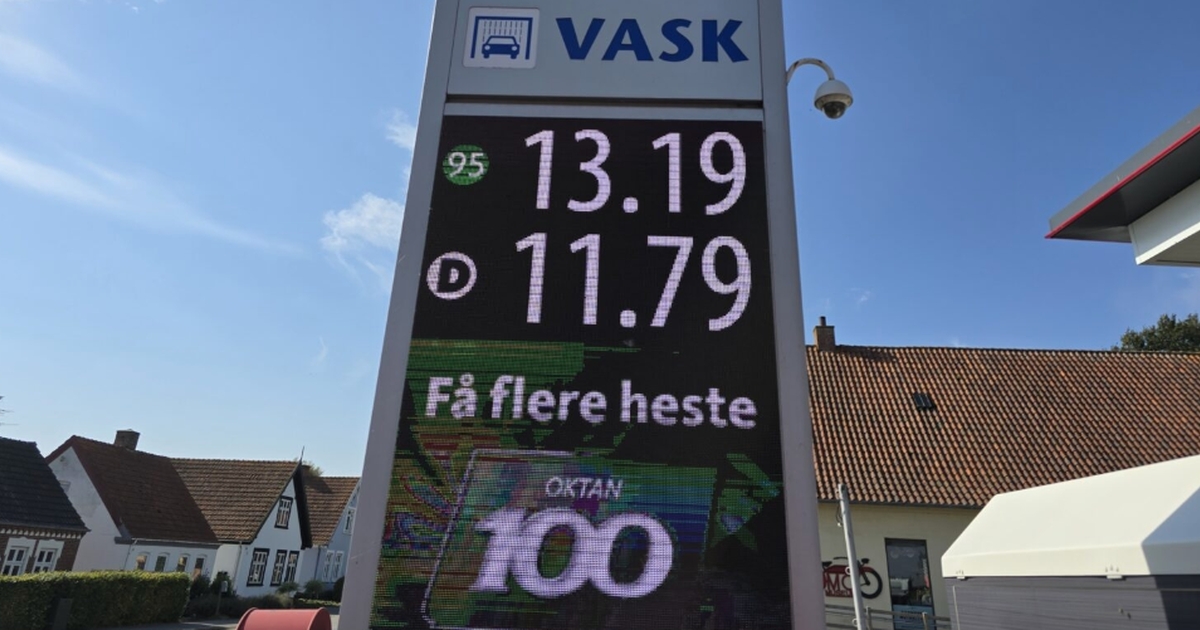 VASK
95 13.19
D 11.79
Få flere heste
OKTAN
100